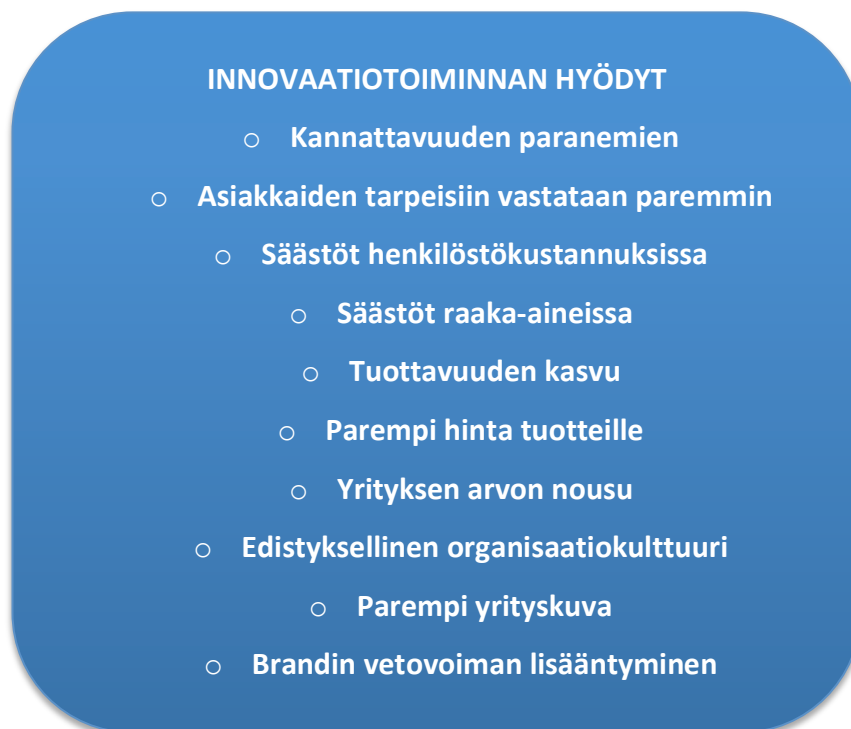 INNOVAATIOTOIMINNAN HYÖDYT
o Kannattavuuden paranemien
o Asiakkaiden tarpeisiin vastataan paremmin
o Säästöt henkilöstökustannuksissa
o Säästöt raaka-aineissa
o Tuottavuuden kasvu
o Parempi hinta tuotteille
o Yrityksen arvon nousu
o Edistyksellinen organisaatiokulttuuri
o Parempi yrityskuva
o Brandin vetovoiman lisääntyminen